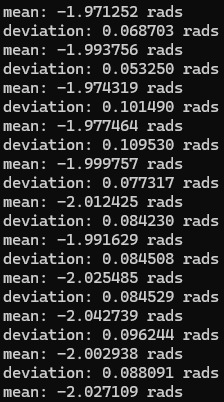 mean: -1.971252 rads
deviation: 0.068703 rads
mean: -1.993756 rads
deviation: 0.053250 rads
mean: -1.974319 rads
deviation: 0.101490 rads
mean: -1.977464 rads
deviation: 0.109530 rads
mean: -1.999757 rads
deviation: 0.077317 rads
mean: -2.012425 rads
deviation: 0.084230 rads
mean: -1.991629 rads
deviation: 0.084508 rads
mean: -2.025485 rads
deviation: 0.084529 rads
mean: -2.042739 rads
deviation: 0.096244 rads
mean: -2.002938 rads
deviation: 0.088091 rads
mean: -2.027109 rads